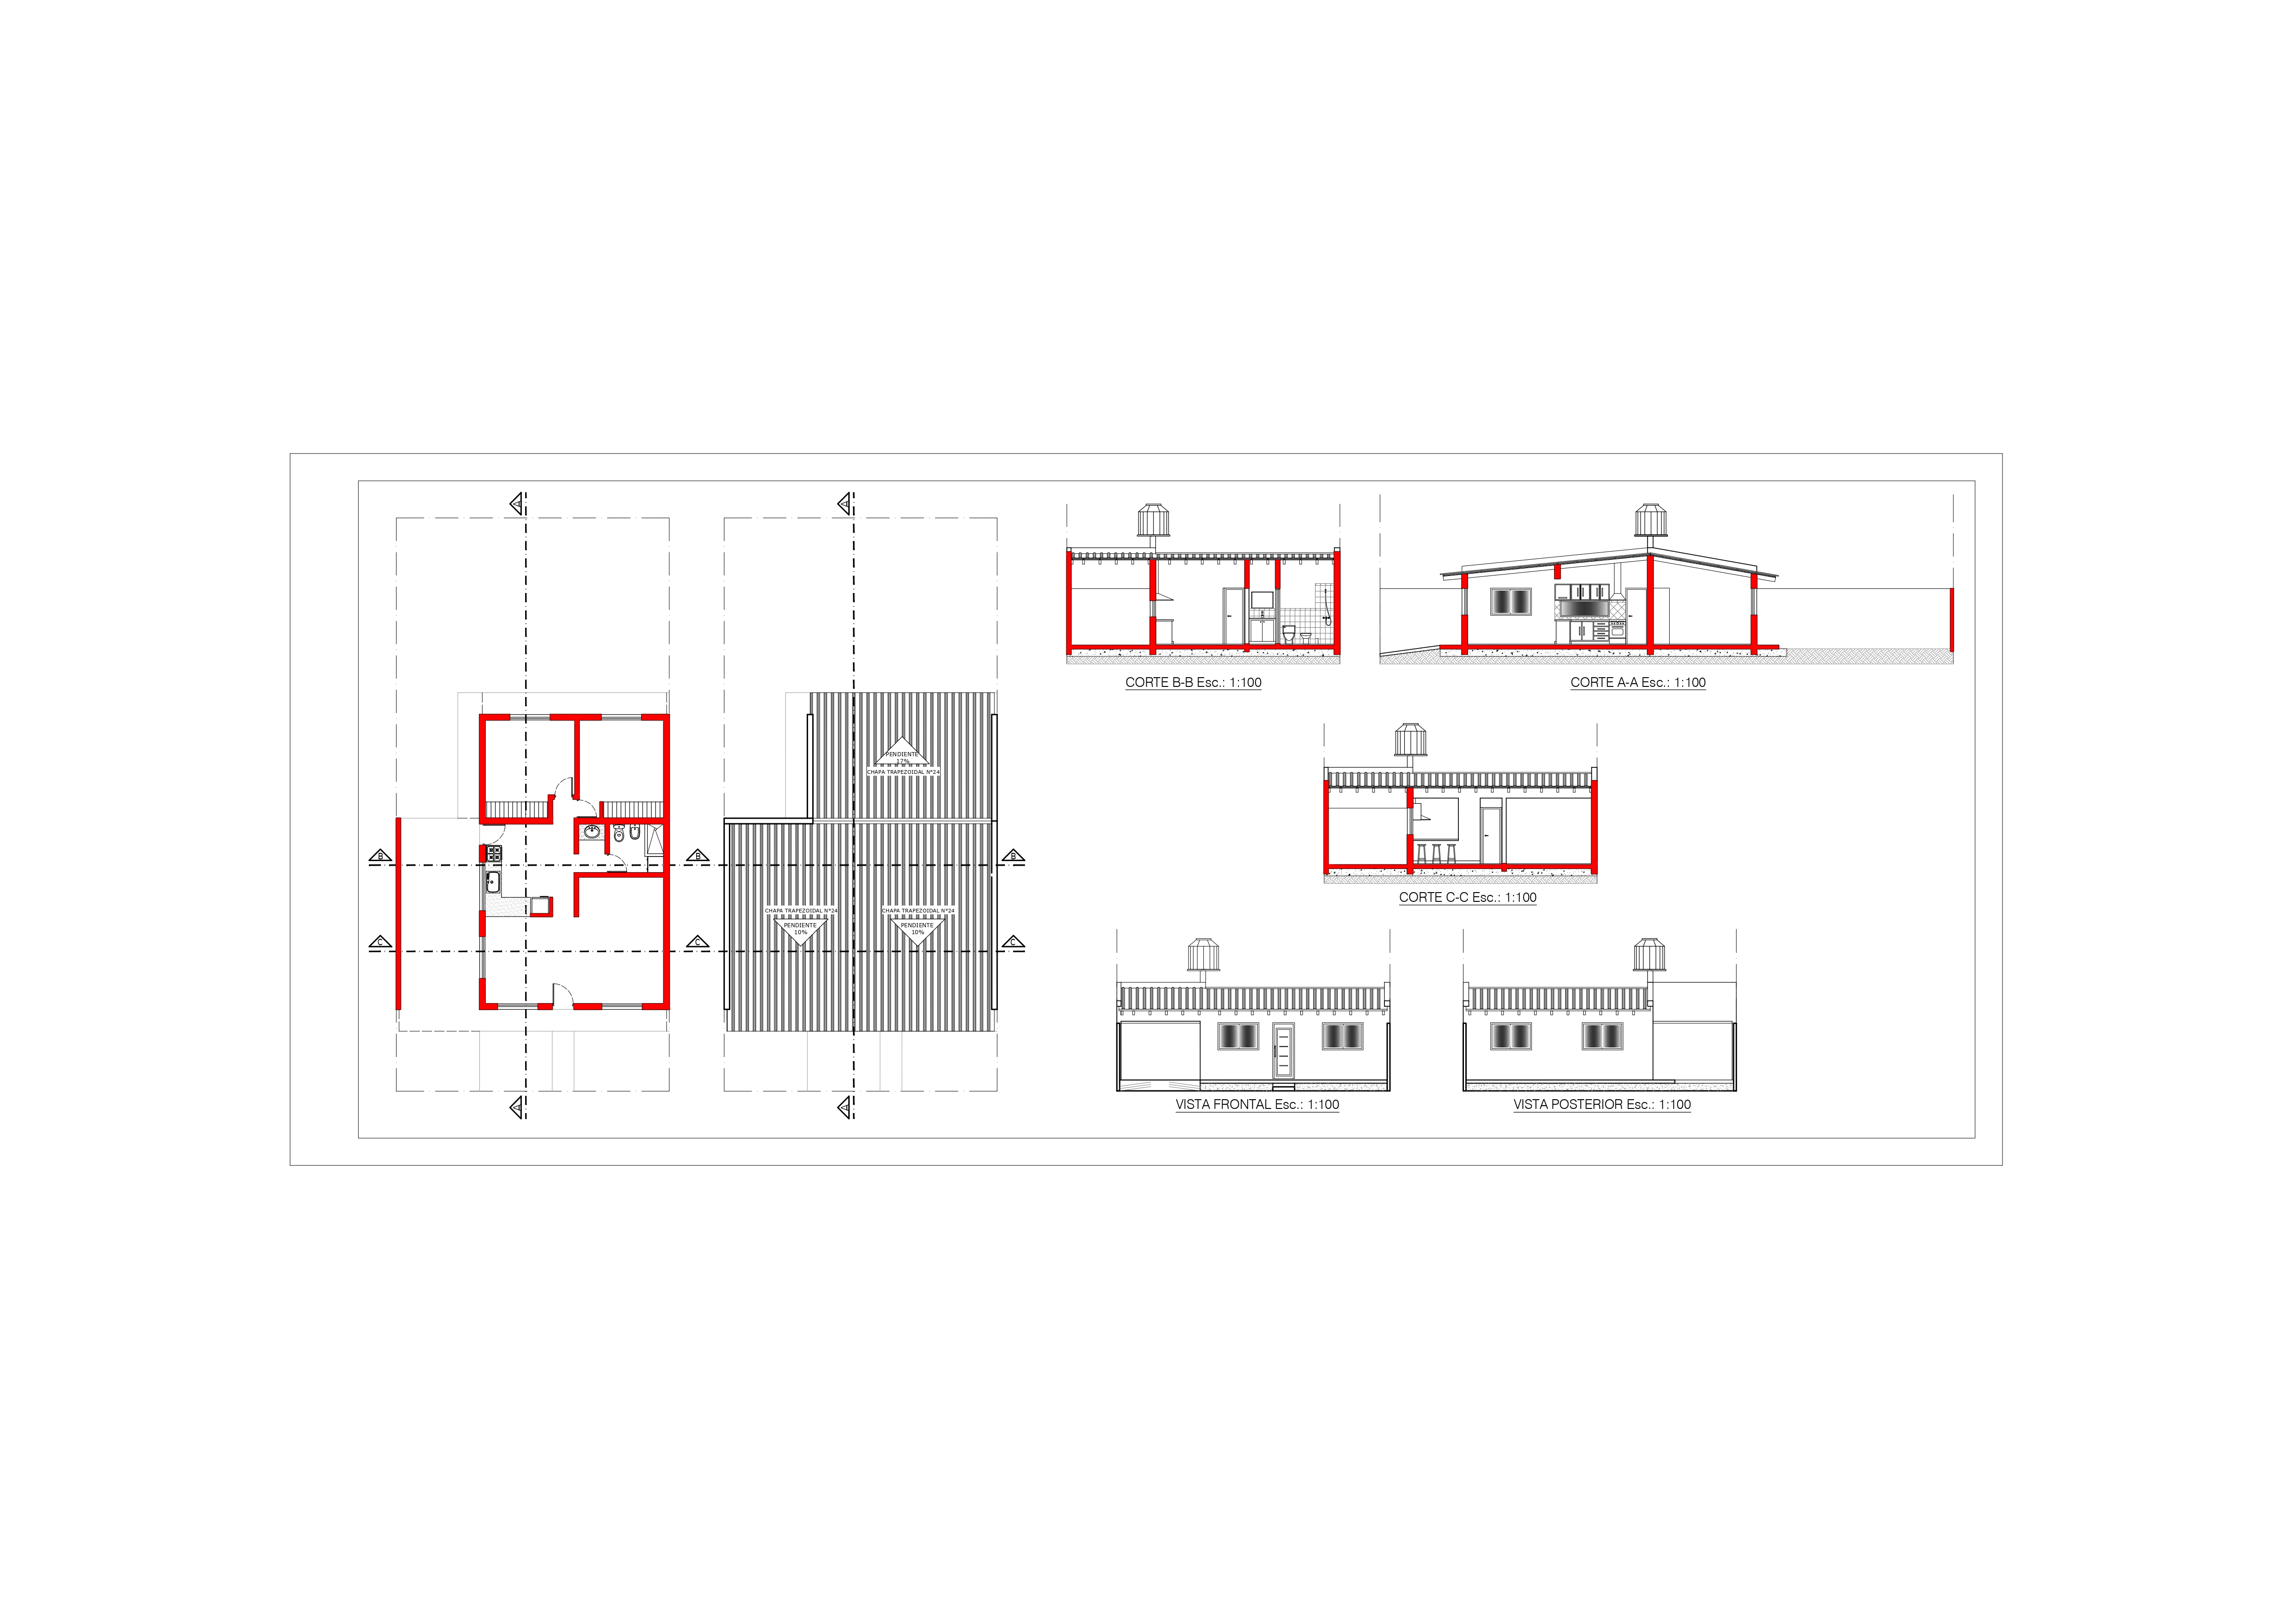 A
A
PENDIENTE
17%
CHAPA TRAPEZOIDAL N°24
B
B
B
CHAPA TRAPEZOIDAL N°24
CHAPA TRAPEZOIDAL N°24
PENDIENTE
10%
PENDIENTE
10%
C
C
C
A
A
CORTE B-B Esc.: 1:100
CORTE A-A Esc.: 1:100
CORTE C-C Esc.: 1:100
VISTA FRONTAL Esc.: 1:100
VISTA POSTERIOR Esc.: 1:100